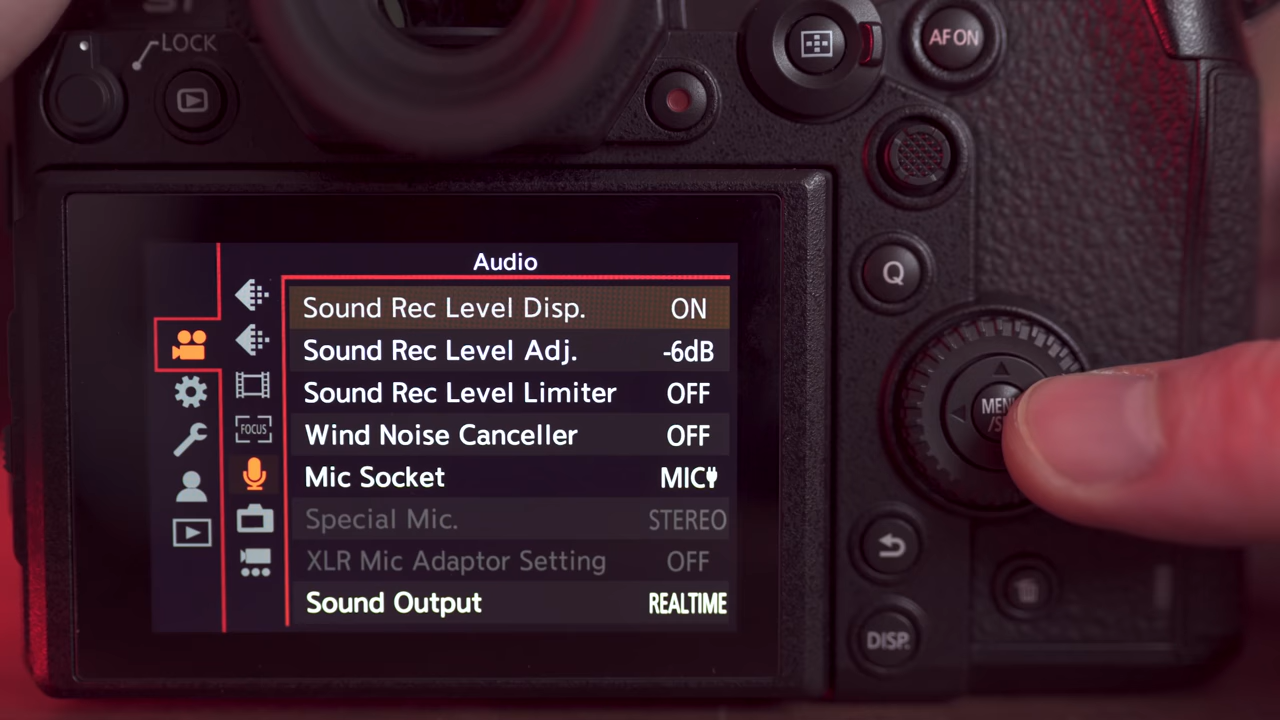 LOCK
AF ON
Q
Audio
Sound Rec Level Disp. ON
Sound Rec Level Adj. -6dB
Sound Rec Level Limiter OFF
Wind Noise Canceller OFF
Mic Socket MIC
Special Mic. STEREO
XLR Mic Adaptor Setting OFF
Sound Output REALTIME
FOCUS
DISP.